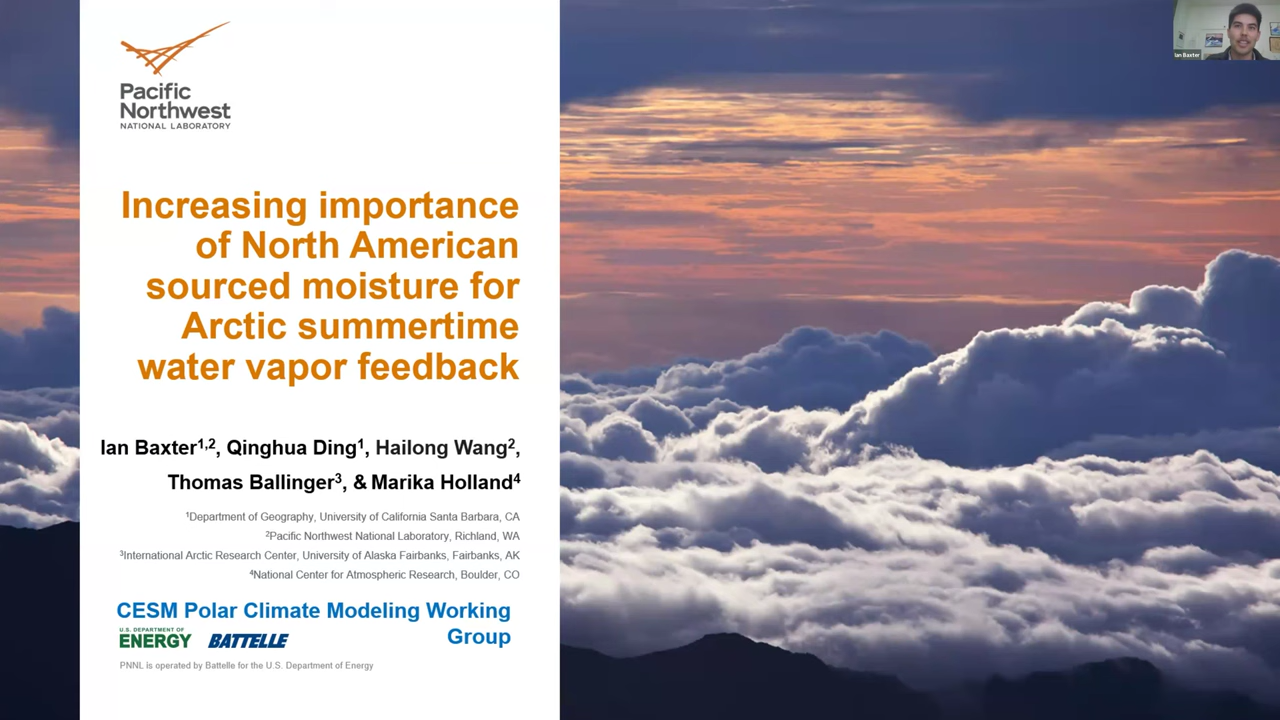 Pacific
Northwest
NATIONAL LABORATORY
Increasing importance
of North American
sourced moisture for
Arctic summertime
water vapor feedback
Ian Baxter¹,², Qinghua Ding¹, Hailong Wang²,
Thomas Ballinger³, & Marika Holland⁴
¹Department of Geography, University of California Santa Barbara, CA
²Pacific Northwest National Laboratory, Richland, WA
³International Arctic Research Center, University of Alaska Fairbanks, Fairbanks, AK
⁴National Center for Atmospheric Research, Boulder, CO
CESM Polar Climate Modeling Working
Group
U.S. DEPARTMENT OF
ENERGY
BATTELLE
PNNL is operated by Battelle for the U.S. Department of Energy
Ian Baxter